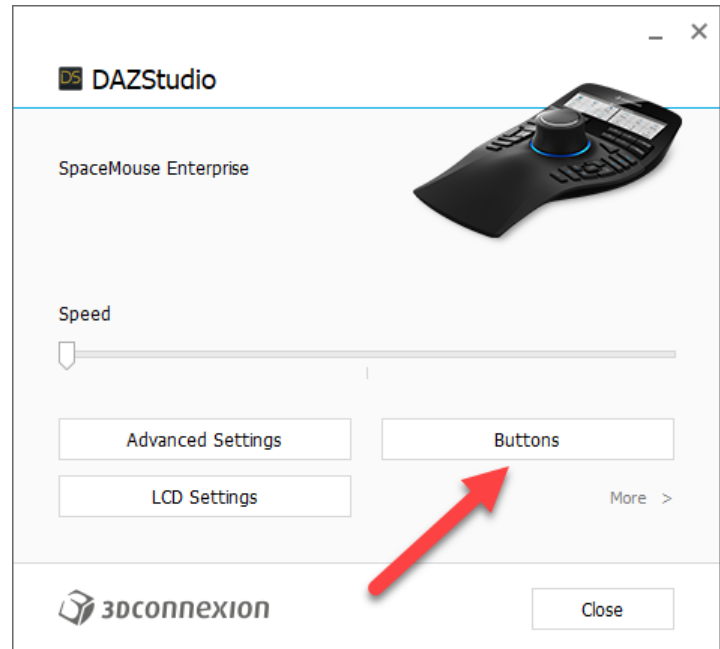 DS DAZStudio
SpaceMouse Enterprise
Speed
Advanced Settings
Buttons
LCD Settings
More >
3Dconnexion
Close